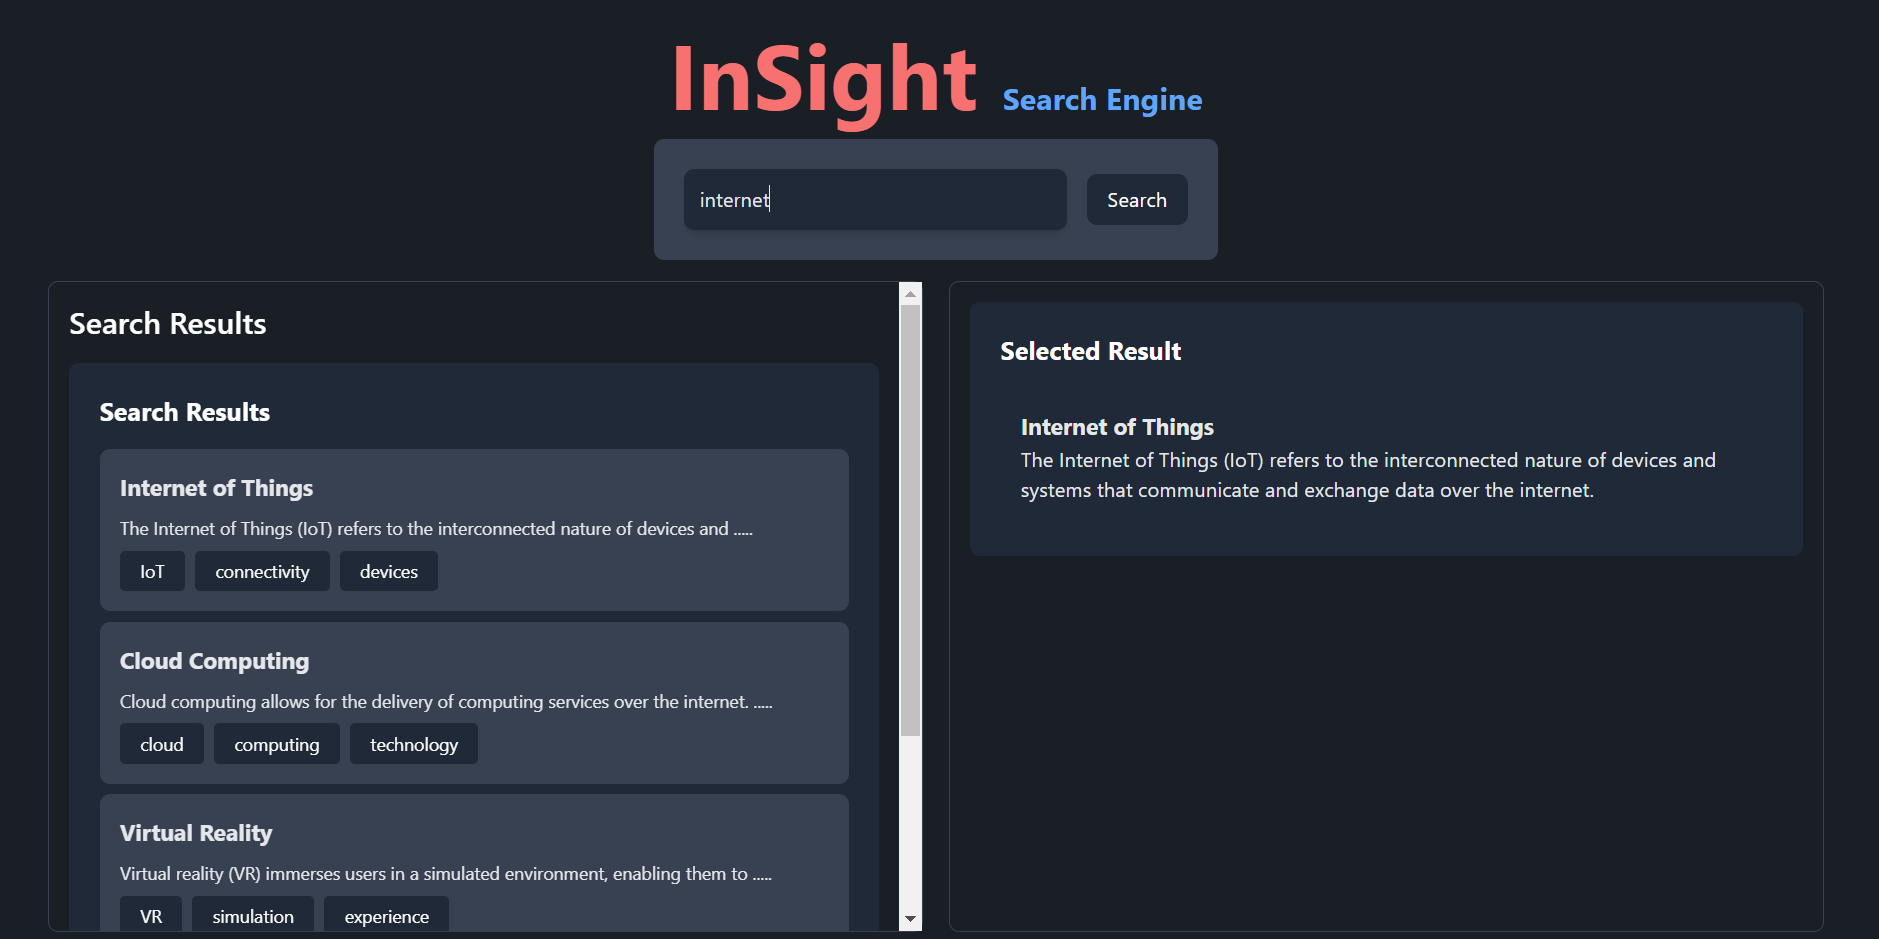 InSight Search Engine
internet
Search
Search Results
Search Results
Internet of Things
The Internet of Things (IoT) refers to the interconnected nature of devices and .....
IoT connectivity devices
Cloud Computing
Cloud computing allows for the delivery of computing services over the internet. .....
cloud computing technology
Virtual Reality
Virtual reality (VR) immerses users in a simulated environment, enabling them to .....
VR simulation experience
Selected Result
Internet of Things
The Internet of Things (IoT) refers to the interconnected nature of devices and
systems that communicate and exchange data over the internet.